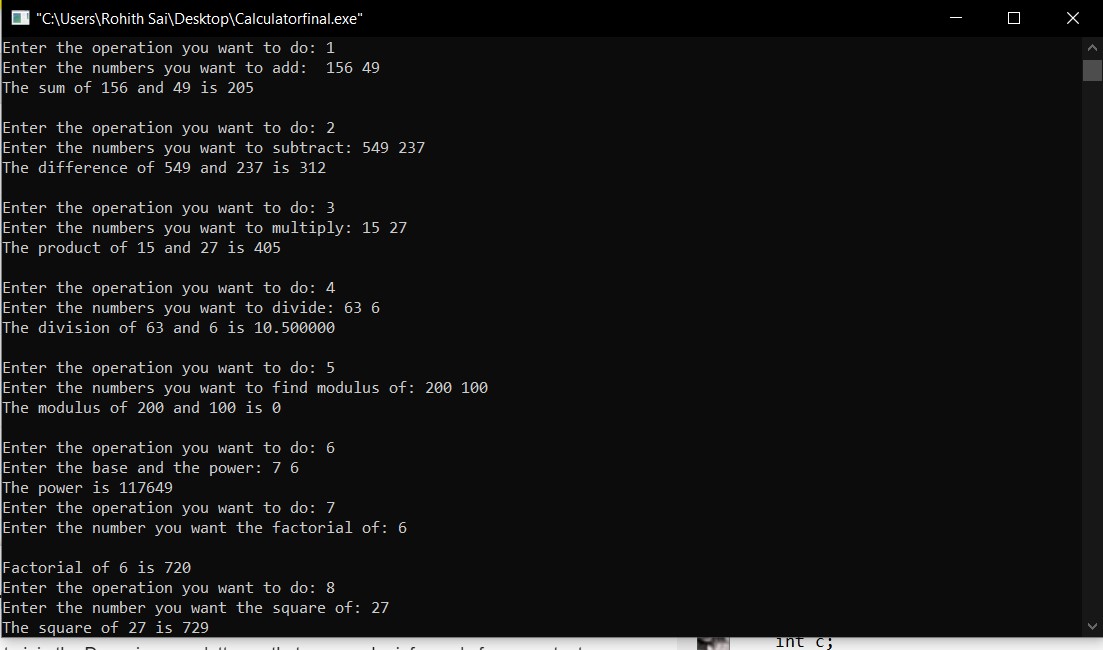 "C:\Users\Rohith Sai\Desktop\Calculatorfinal.exe"
Enter the operation you want to do: 1
Enter the numbers you want to add:  156 49
The sum of 156 and 49 is 205
Enter the operation you want to do: 2
Enter the numbers you want to subtract: 549 237
The difference of 549 and 237 is 312
Enter the operation you want to do: 3
Enter the numbers you want to multiply: 15 27
The product of 15 and 27 is 405
Enter the operation you want to do: 4
Enter the numbers you want to divide: 63 6
The division of 63 and 6 is 10.500000
Enter the operation you want to do: 5
Enter the numbers you want to find modulus of: 200 100
The modulus of 200 and 100 is 0
Enter the operation you want to do: 6
Enter the base and the power: 7 6
The power is 117649
Enter the operation you want to do: 7
Enter the number you want the factorial of: 6
Factorial of 6 is 720
Enter the operation you want to do: 8
Enter the number you want the square of: 27
The square of 27 is 729
int c;